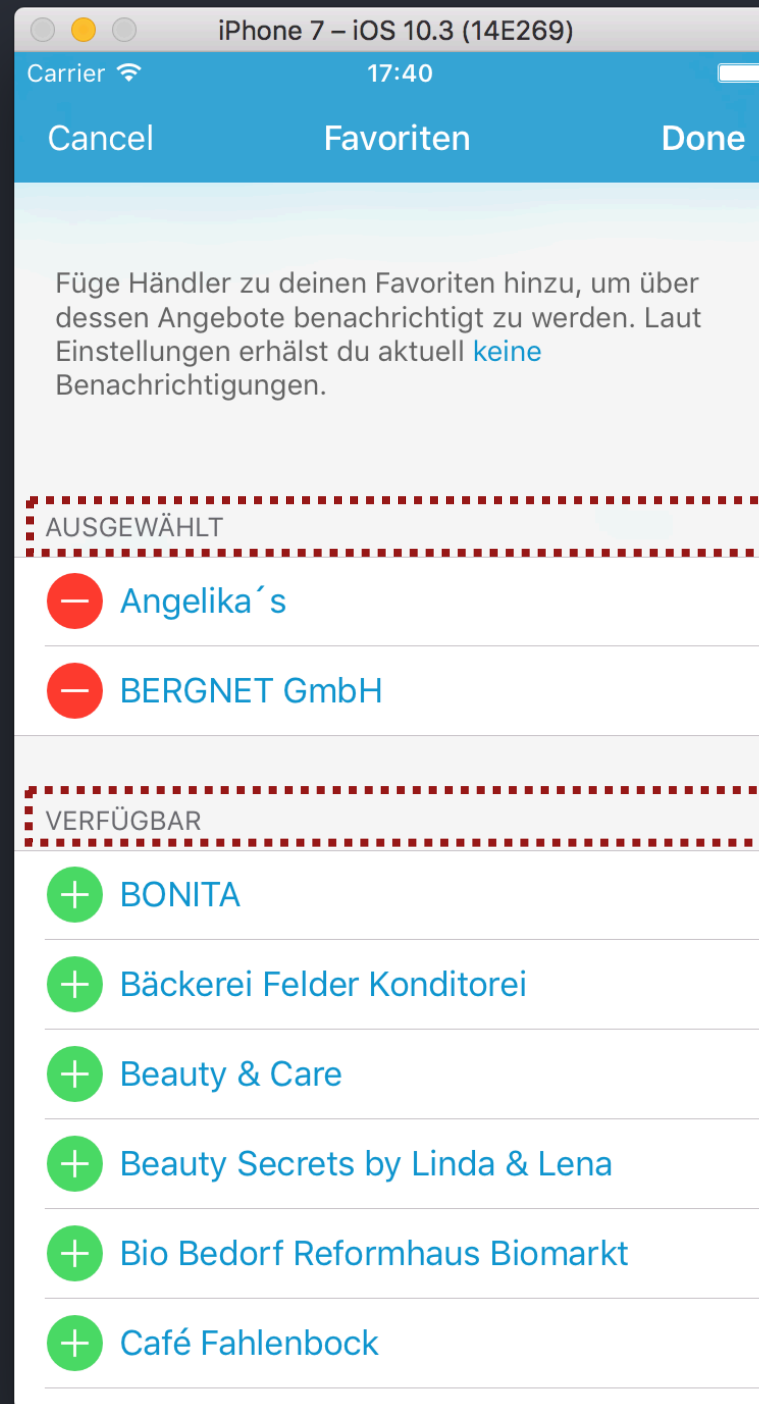 iPhone 7 – iOS 10.3 (14E269)
Carrier 17:40
Cancel Favoriten Done
Füge Händler zu deinen Favoriten hinzu, um über
dessen Angebote benachrichtigt zu werden. Laut
Einstellungen erhälst du aktuell keine
Benachrichtigungen.
AUSGEWÄHLT
Angelika´s
BERGNET GmbH
VERFÜGBAR
BONITA
Bäckerei Felder Konditorei
Beauty & Care
Beauty Secrets by Linda & Lena
Bio Bedorf Reformhaus Biomarkt
Café Fahlenbock